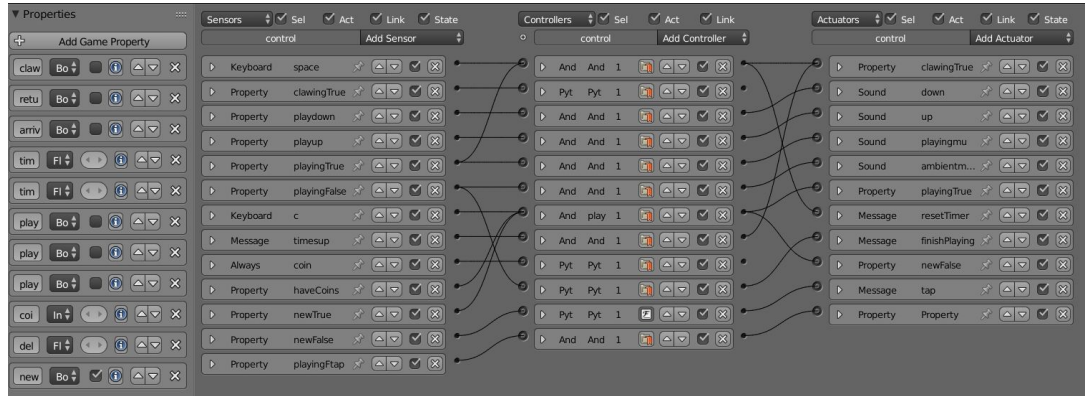 Properties
Add Game Property
claw Bo
retu Bo
arriv Bo
tim Fl
tim Fl
play Bo
play Bo
play Bo
coi In
del Fl
new Bo
Sensors Sel Act Link State
control Add Sensor
Keyboard space
Property clawingTrue
Property playdown
Property playup
Property playingTrue
Property playingFalse
Keyboard c
Message timesup
Always coin
Property haveCoins
Property newTrue
Property newFalse
Property playingFtap
Controllers Sel Act Link
control Add Controller
And And 1
Pyt Pyt 1
And And 1
And And 1
And And 1
And And 1
And play 1
And And 1
Pyt Pyt 1
Pyt Pyt 1
Pyt Pyt 1
And And 1
Actuators Sel Act Link State
control Add Actuator
Property clawingTrue
Sound down
Sound up
Sound playingmu
Sound ambientm...
Property playingTrue
Message resetTimer
Message finishPlaying
Property newFalse
Message tap
Property Property